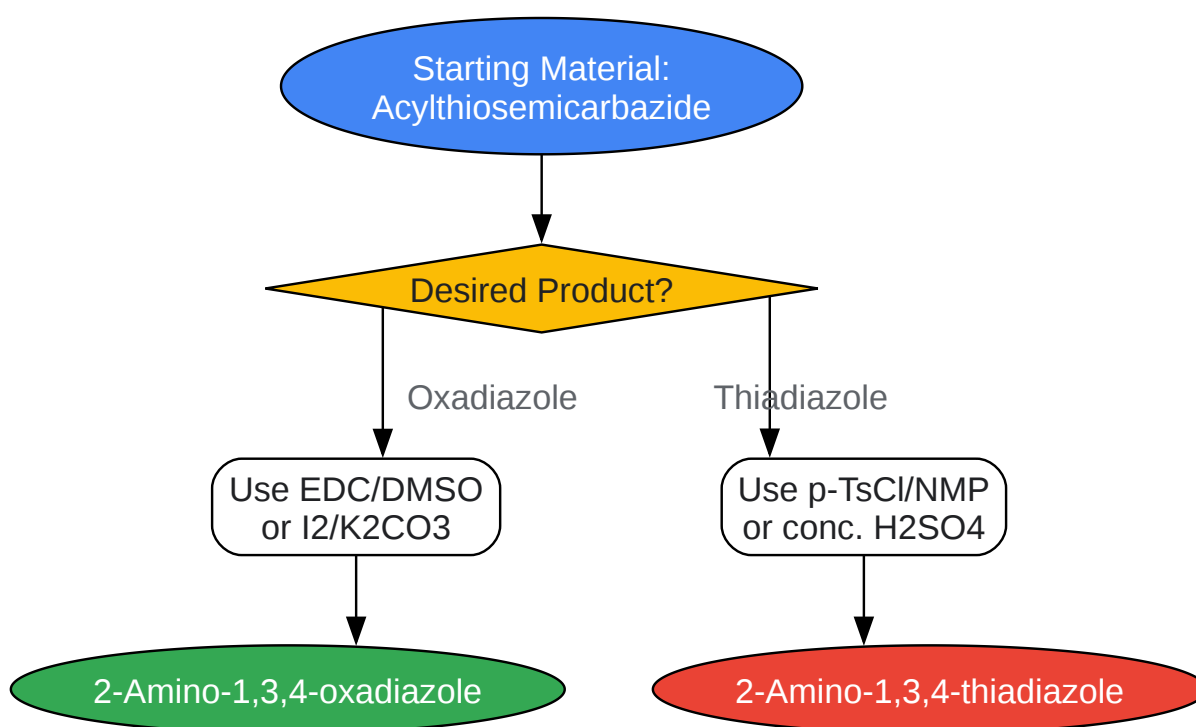 Starting Material:
Acylthiosemicarbazide
Desired Product?
Oxadiazole
Thiadiazole
Use EDC/DMSO
or I2/K2CO3
Use p-TsCl/NMP
or conc. H2SO4
2-Amino-1,3,4-oxadiazole
2-Amino-1,3,4-thiadiazole